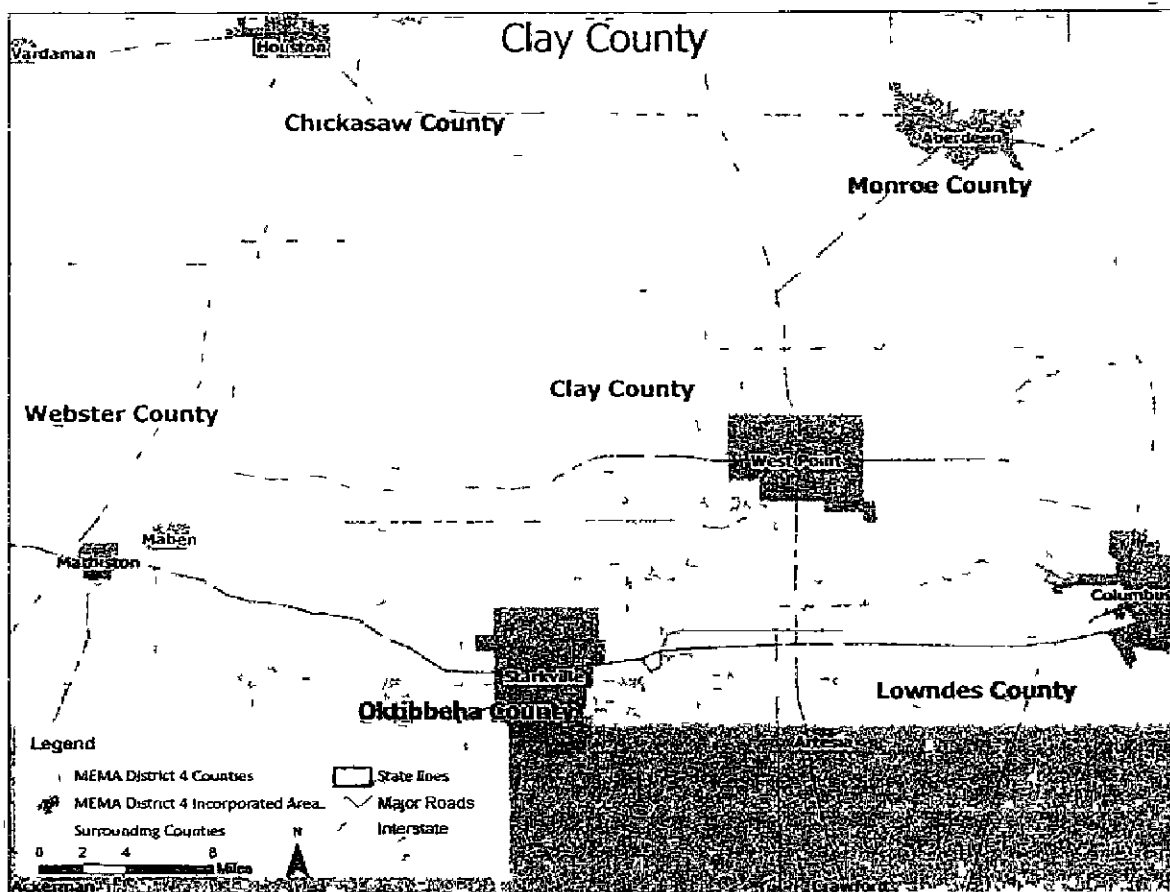 Clay County
Vardaman
Houston
Chickasaw County
Aberdeen
Monroe County
Clay County
Webster County
West Point
Maben
Mathiston
Columbus
Starkville
Lowndes County
Oktibbeha County
Artesia
Legend
MEMA District 4 Counties
State lines
MEMA District 4 Incorporated Area
Major Roads
Surrounding Counties
N
Interstate
0 2 4 8
Miles
Ackerman
Crawford